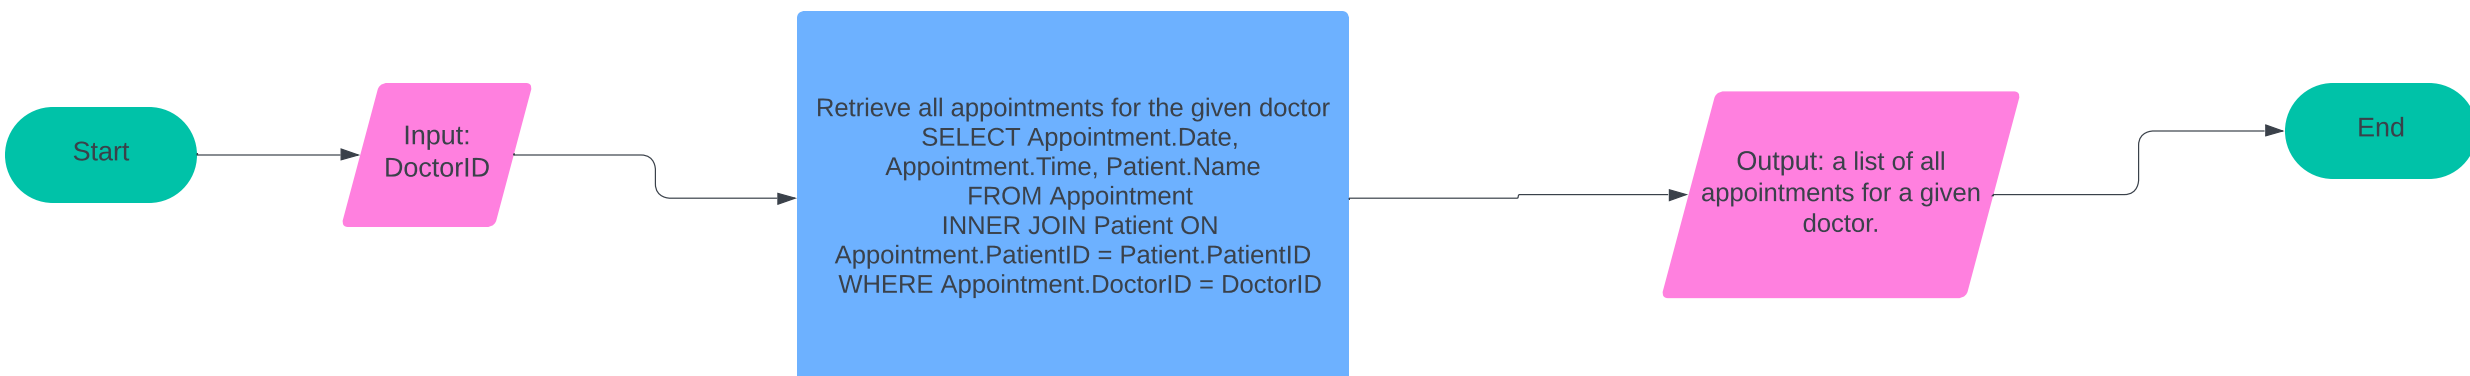 Start
Input:
DoctorID
Retrieve all appointments for the given doctor
SELECT Appointment.Date,
Appointment.Time, Patient.Name
FROM Appointment
INNER JOIN Patient ON
Appointment.PatientID = Patient.PatientID
WHERE Appointment.DoctorID = DoctorID
Output: a list of all
appointments for a given
doctor.
End